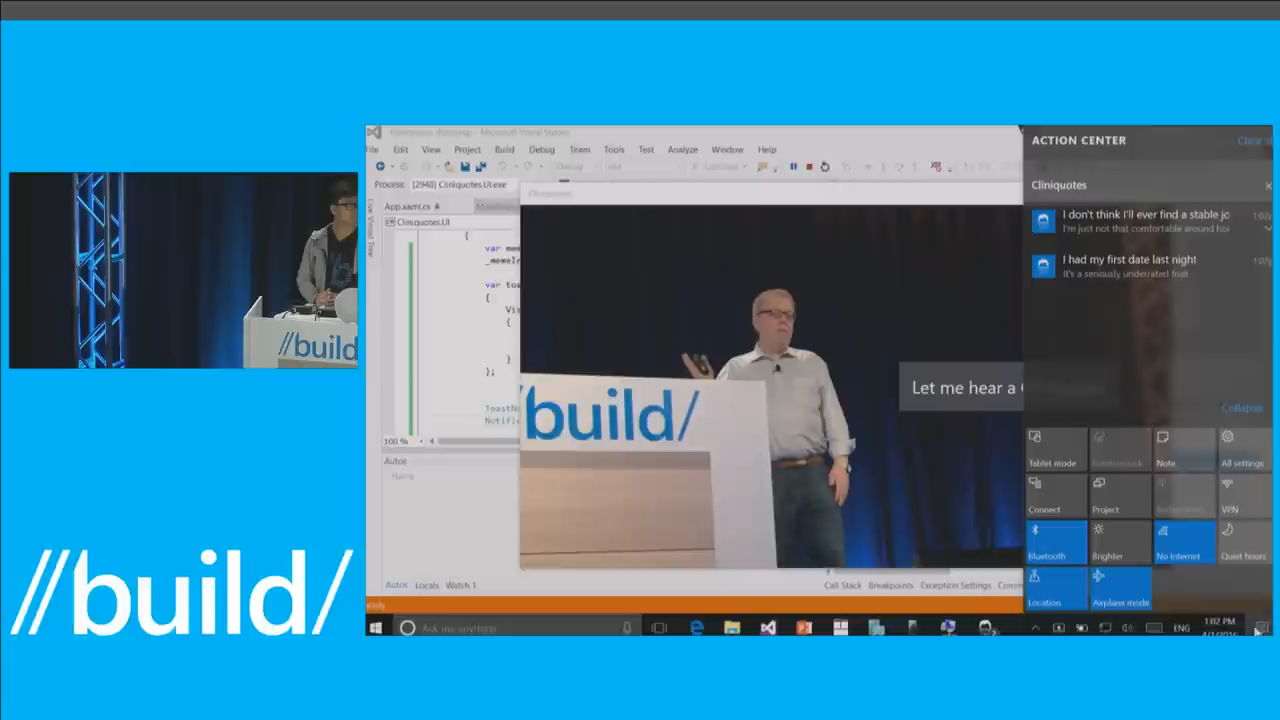 //build/
//build
File Edit View Project Build Debug Team Tools Test Analyze Window Help
Process: [2948] Cliniquotes.UI.exe
App.xaml.cs
Live Visual Tree
Cliniquotes.UI
{
var
var
{
{
}
};
100 %
Autos
Name
Autos Locals Watch 1
Call Stack Breakpoints Exception Settings
Cliniquotes
/build/
Let me hear a
ACTION CENTER
Cliniquotes
I don't think I'll ever find a stable jo
I'm just not that comfortable around hor
I had my first date last night
It's a seriously underrated fruit
Collapse
Tablet mode
Note
All settings
Connect
Project
VPN
Bluetooth
Brighter
No Internet
Quiet hours
Location
Airplane mode
Ask me anything
ENG
1:02 PM
4/1/2016